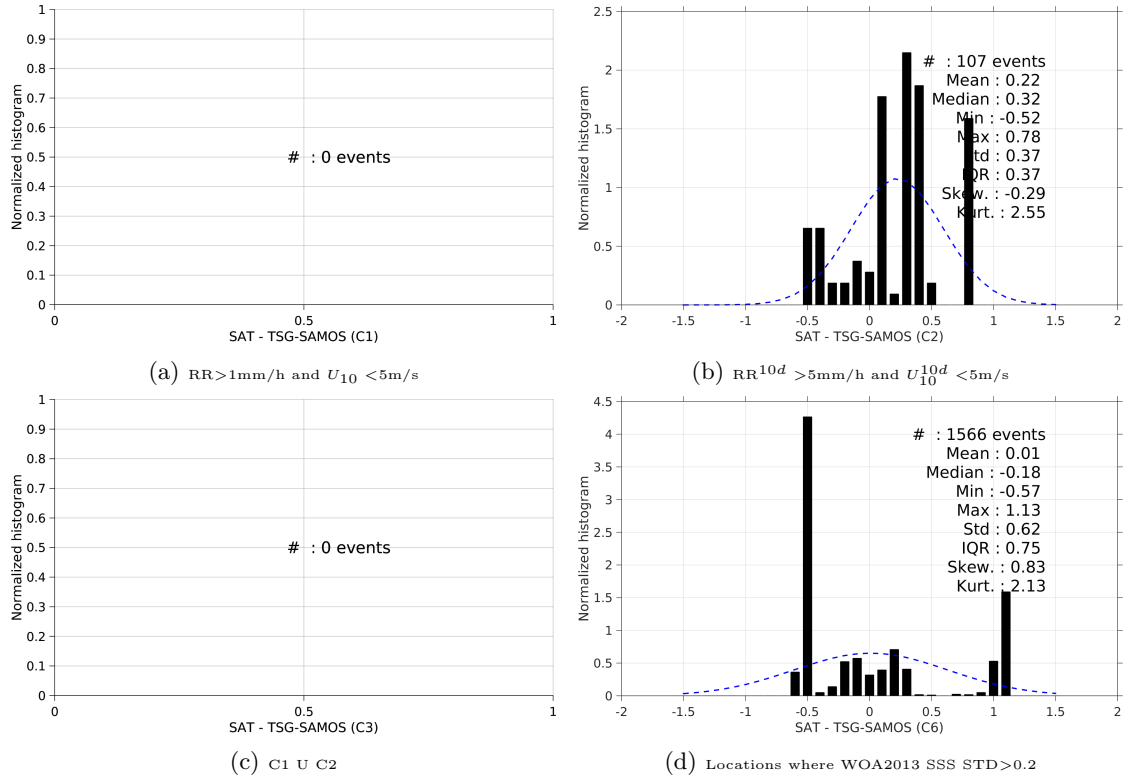 1
0.9
0.8
0.7
0.6
0.5
0.4
0.3
0.2
0.1
0
Normalized histogram
# : 0 events
0 0.5 1
SAT - TSG-SAMOS (C1)
(a) RR>1mm/h and U10 <5m/s
2.5
2
1.5
1
0.5
0
Normalized histogram
# : 107 events
Mean : 0.22
Median : 0.32
Min : -0.52
Max : 0.78
Std : 0.37
IQR : 0.37
Skew. : -0.29
Kurt. : 2.55
-2 -1.5 -1 -0.5 0 0.5 1 1.5 2
SAT - TSG-SAMOS (C2)
(b) RR^10d >5mm/h and U_10^10d <5m/s
1
0.9
0.8
0.7
0.6
0.5
0.4
0.3
0.2
0.1
0
Normalized histogram
# : 0 events
0 0.5 1
SAT - TSG-SAMOS (C3)
(c) C1 U C2
4.5
4
3.5
3
2.5
2
1.5
1
0.5
0
Normalized histogram
# : 1566 events
Mean : 0.01
Median : -0.18
Min : -0.57
Max : 1.13
Std : 0.62
IQR : 0.75
Skew. : 0.83
Kurt. : 2.13
-2 -1.5 -1 -0.5 0 0.5 1 1.5 2
SAT - TSG-SAMOS (C6)
(d) Locations where WOA2013 SSS STD>0.2